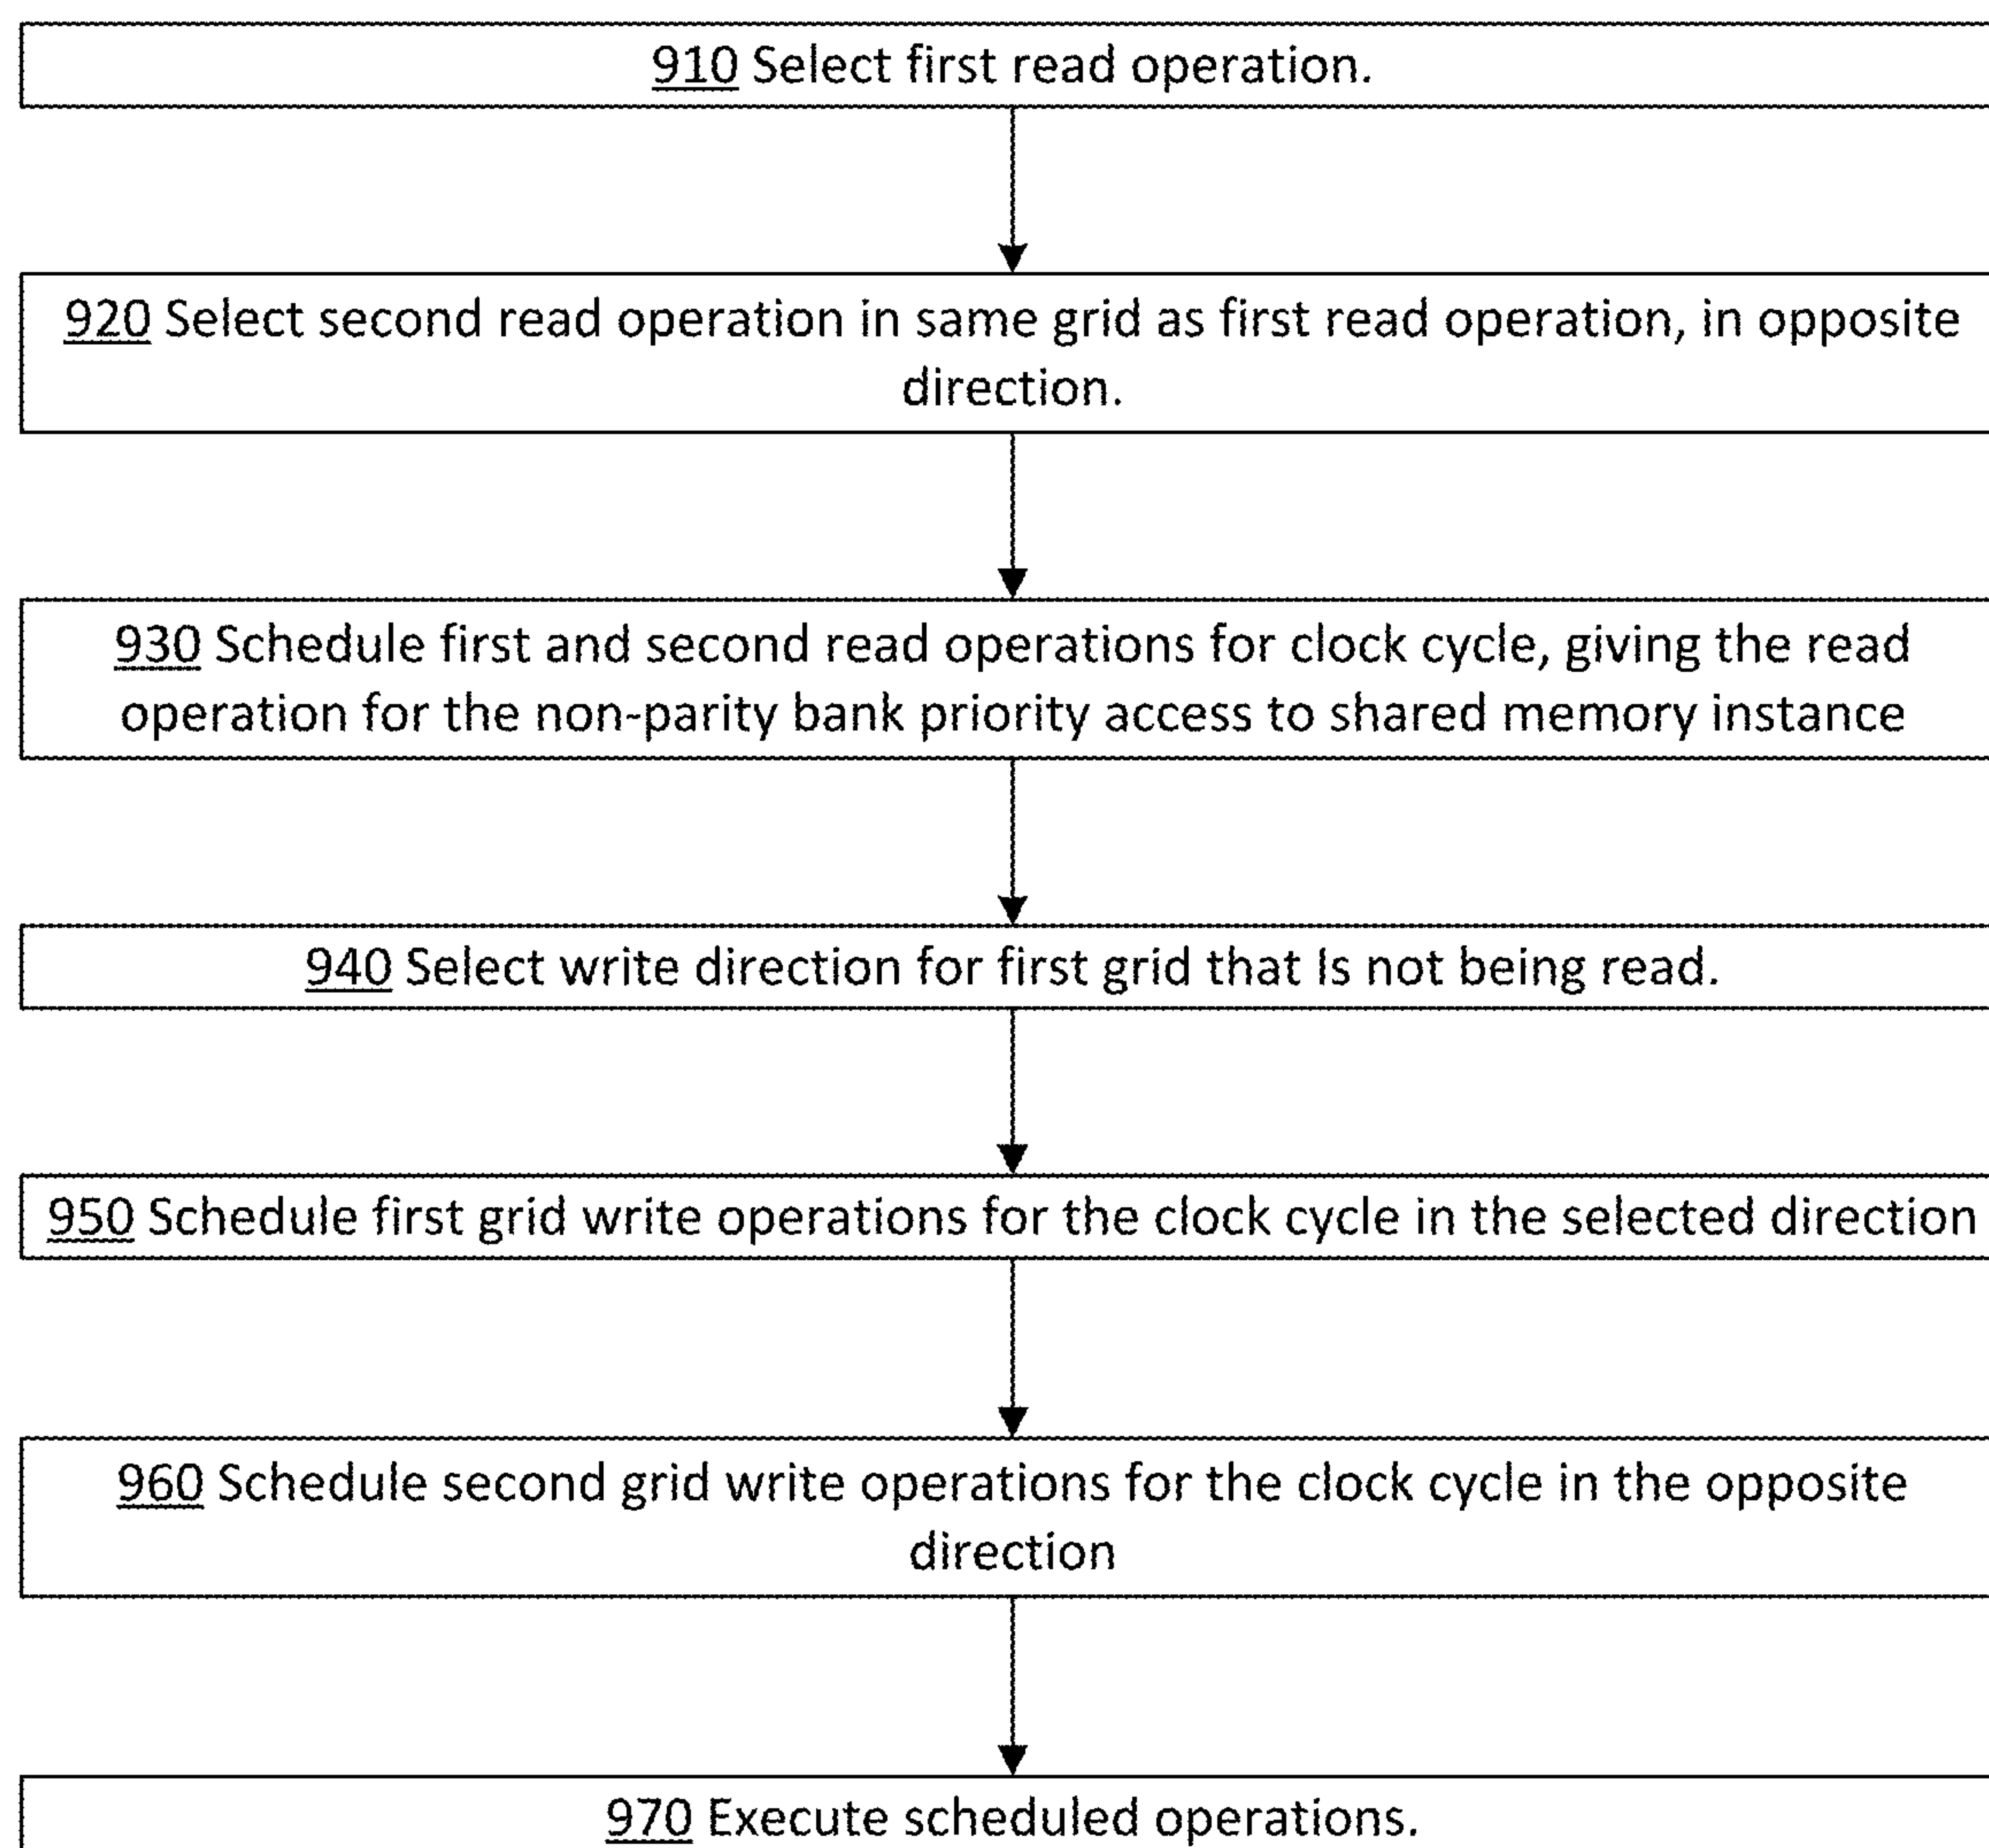 910 Select first read operation.
920 Select second read operation in same grid as first read operation, in opposite
direction.
930 Schedule first and second read operations for clock cycle, giving the read
operation for the non-parity bank priority access to shared memory instance
940 Select write direction for first grid that Is not being read.
950 Schedule first grid write operations for the clock cycle in the selected direction
960 Schedule second grid write operations for the clock cycle in the opposite
direction
970 Execute scheduled operations.